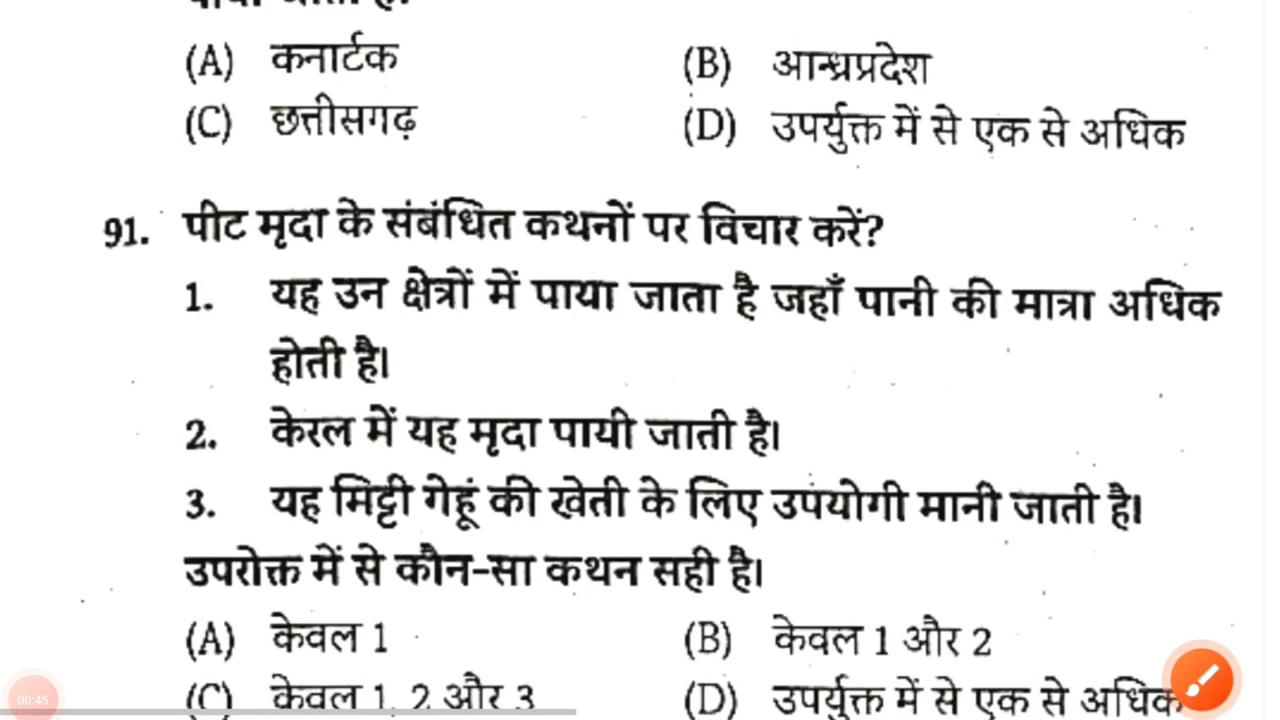 (A) कनार्टक (B) आन्ध्रप्रदेश
(C) छत्तीसगढ़ (D) उपर्युक्त में से एक से अधिक
91. पीट मृदा के संबंधित कथनों पर विचार करें?
1. यह उन क्षेत्रों में पाया जाता है जहाँ पानी की मात्रा अधिक
होती है।
2. केरल में यह मृदा पायी जाती है।
3. यह मिट्टी गेहूं की खेती के लिए उपयोगी मानी जाती है।
उपरोक्त में से कौन-सा कथन सही है।
(A) केवल 1 (B) केवल 1 और 2
(C) केवल 1, 2 और 3 (D) उपर्युक्त में से एक से अधिक
00:45